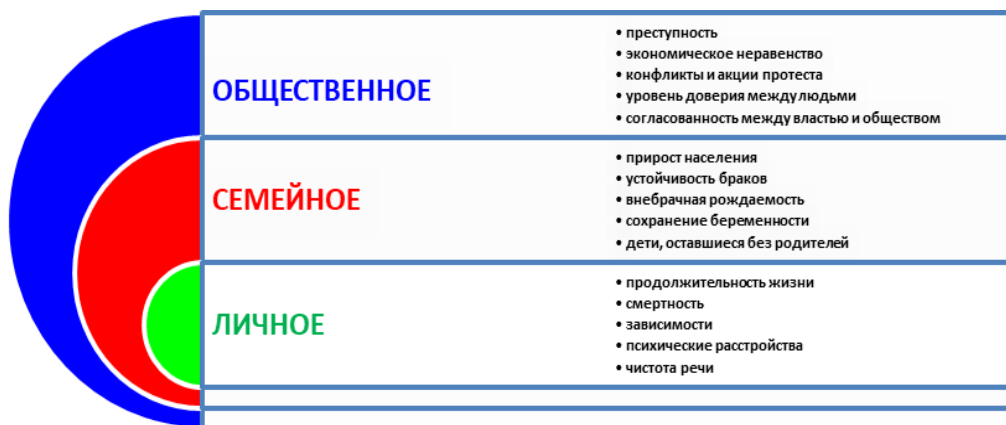 ОБЩЕСТВЕННОЕ
• преступность
• экономическое неравенство
• конфликты и акции протеста
• уровень доверия между людьми
• согласованность между властью и обществом
СЕМЕЙНОЕ
• прирост населения
• устойчивость браков
• внебрачная рождаемость
• сохранение беременности
• дети, оставшиеся без родителей
ЛИЧНОЕ
• продолжительность жизни
• смертность
• зависимости
• психические расстройства
• чистота речи